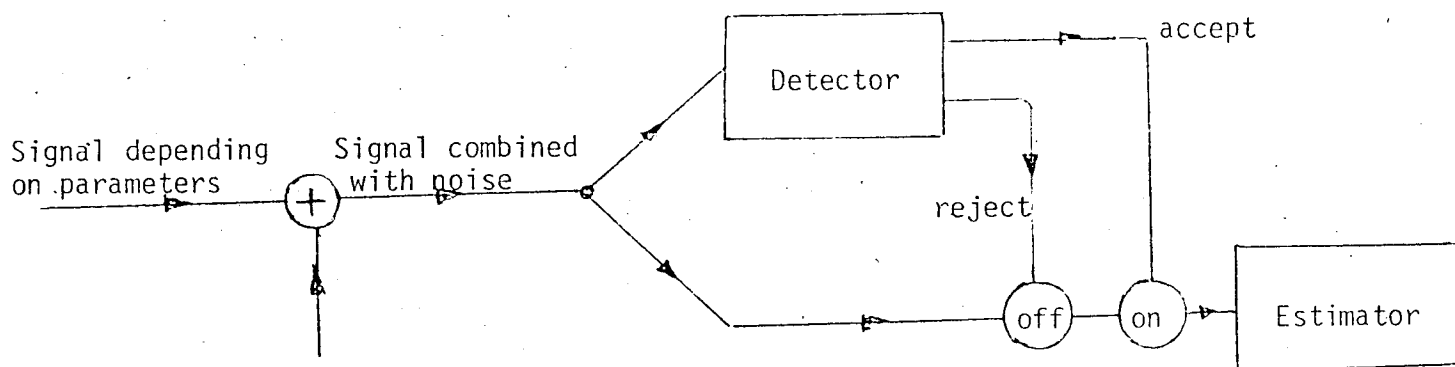 accept
Detector
Signal depending
on parameters
Signal combined
with noise
+
reject
off
on
Estimator